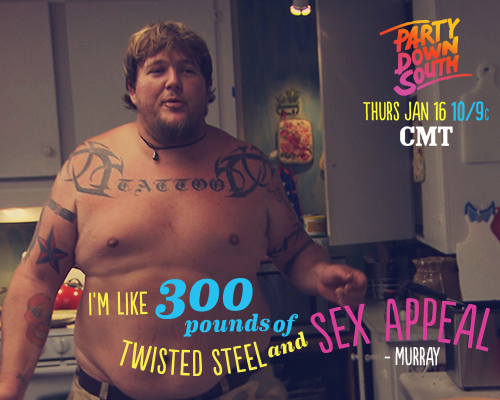 PARTY
DOWN
SOUTH
THURS JAN 16 10/9c
CMT
TATTOO
I'M LIKE 300
pounds of
TWISTED STEEL and SEX APPEAL
- MURRAY